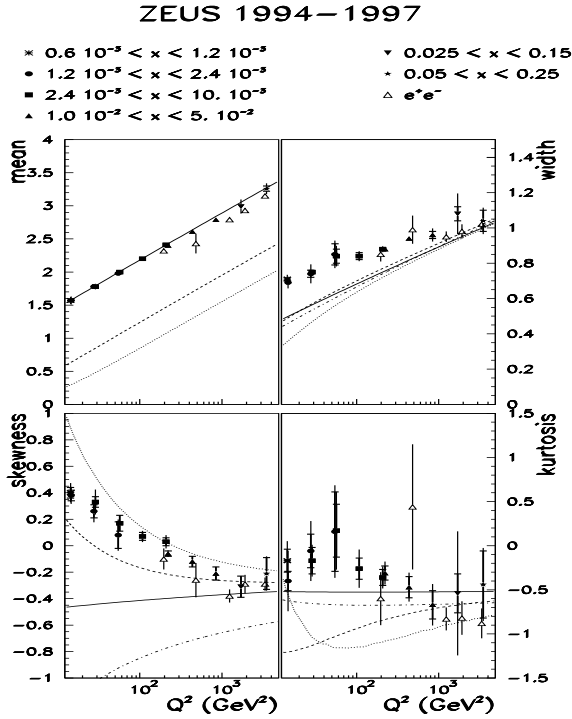 ZEUS 1994−1997
0.6 10⁻³ < x < 1.2 10⁻³
1.2 10⁻³ < x < 2.4 10⁻³
2.4 10⁻³ < x < 10. 10⁻³
1.0 10⁻² < x < 5. 10⁻²
0.025 < x < 0.15
0.05 < x < 0.25
e⁺e⁻
mean
4
3.5
3
2.5
2
1.5
1
0.5
0
width
1.4
1.2
1
0.8
0.6
0.4
0.2
0
skewness
1
0.8
0.6
0.4
0.2
0
−0.2
−0.4
−0.6
−0.8
−1
kurtosis
1.5
1
0.5
0
−0.5
−1
−1.5
10² 10³
Q² (GeV²)
10² 10³
Q² (GeV²)